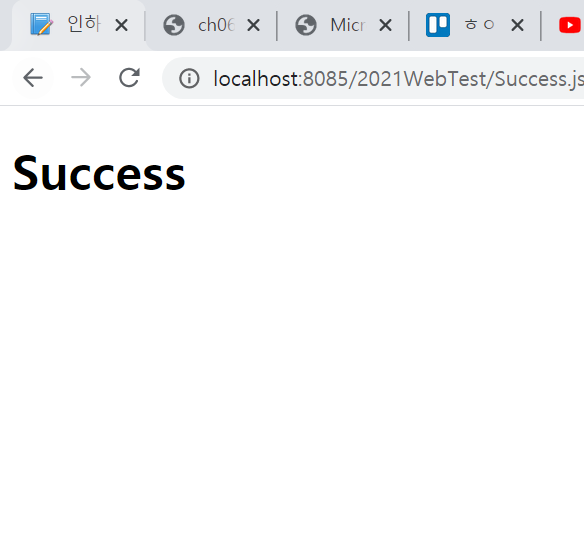 인하 ch06 Micr ㅎㅇ
localhost:8085/2021WebTest/Success.js
Success